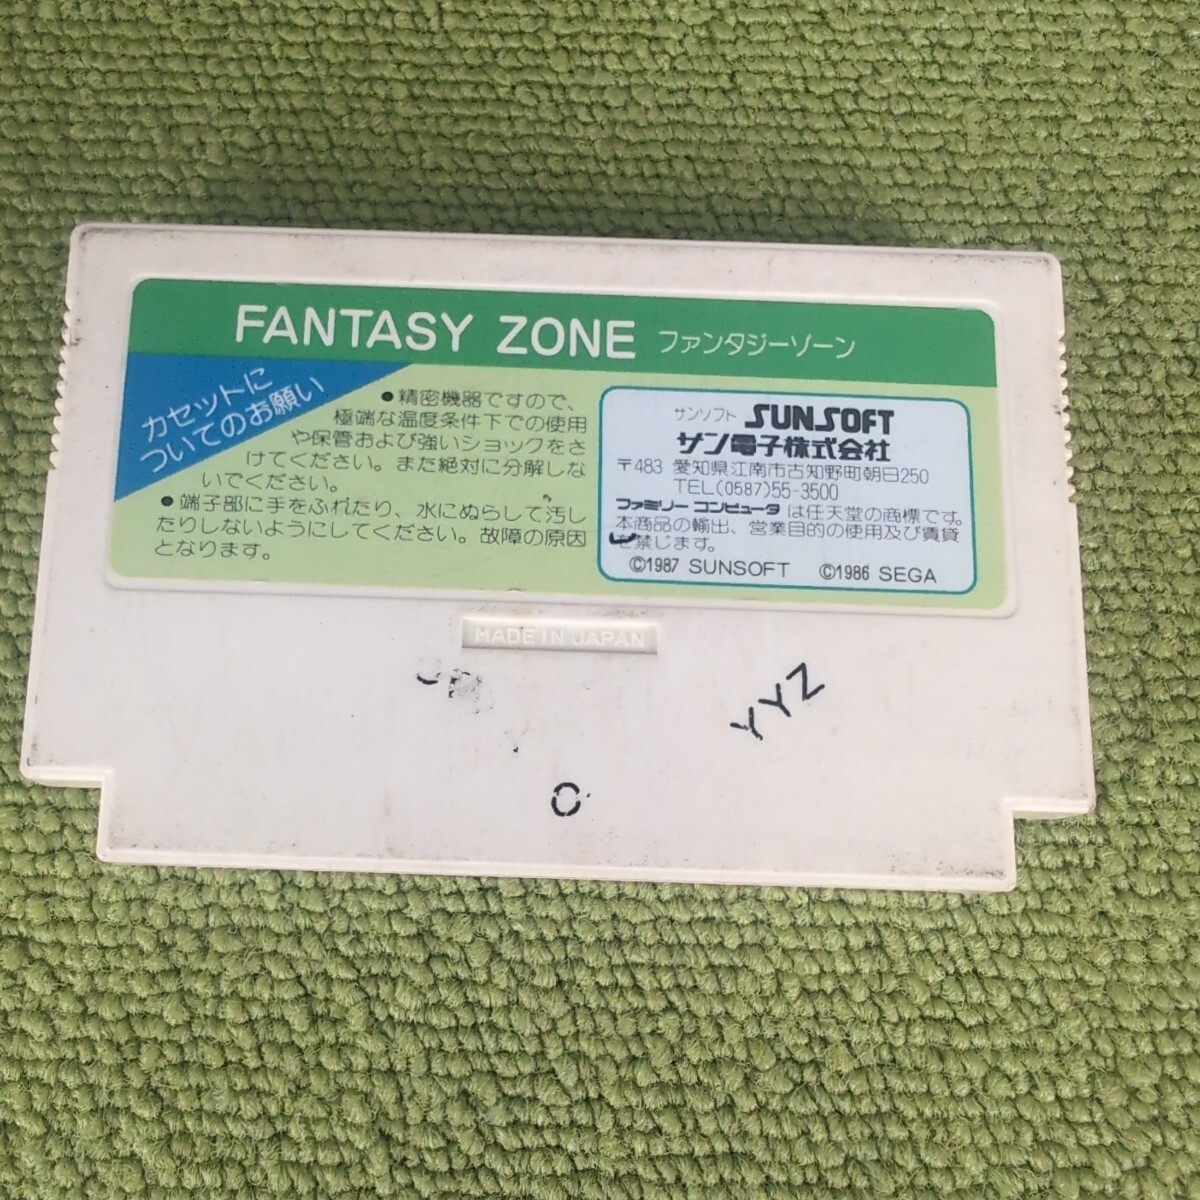 FANTASY ZONE ファンタジーゾーン
カセットに
ついてのお願い
●精密機器ですので、
極端な温度条件下での使用
や保管および強いショックをさ
けてください。また絶対に分解しな
いでください。
●端子部に手をふれたり、水にぬらして汚し
たりしないようにしてください。故障の原因
となります。
サンソフト SUNSOFT
サン電子株式会社
〒483 愛知県江南市古知野町朝日250
TEL(0587)55-3500
ファミリー コンピュータ は任天堂の商標です。
本商品の輸出、営業目的の使用及び賃貸
を禁じます。
©1987 SUNSOFT ©1986 SEGA
MADE IN JAPAN
YYZ
O